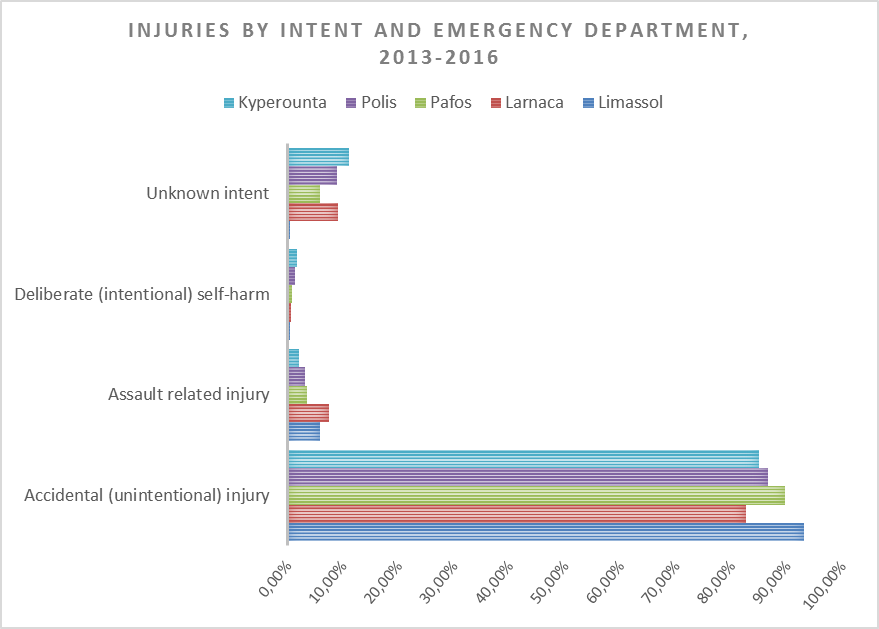 INJURIES BY INTENT AND EMERGENCY DEPARTMENT,
2013-2016
Kyperounta Polis Pafos Larnaca Limassol
Unknown intent
Deliberate (intentional) self-harm
Assault related injury
Accidental (unintentional) injury
0,00% 10,00% 20,00% 30,00% 40,00% 50,00% 60,00% 70,00% 80,00% 90,00% 100,00%